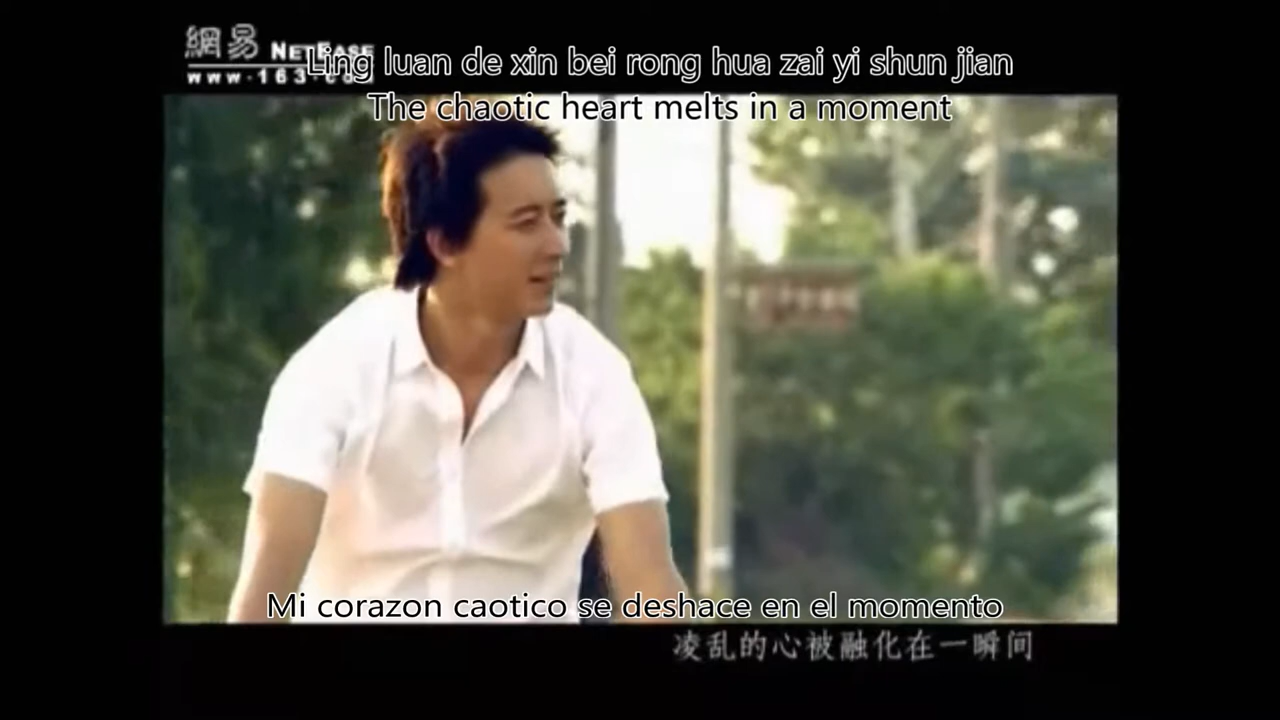 網易 NETEASE
www.163.com
Ling luan de xin bei rong hua zai yi shun jian
The chaotic heart melts in a moment
Mi corazon caotico se deshace en el momento
凌乱的心被融化在一瞬间